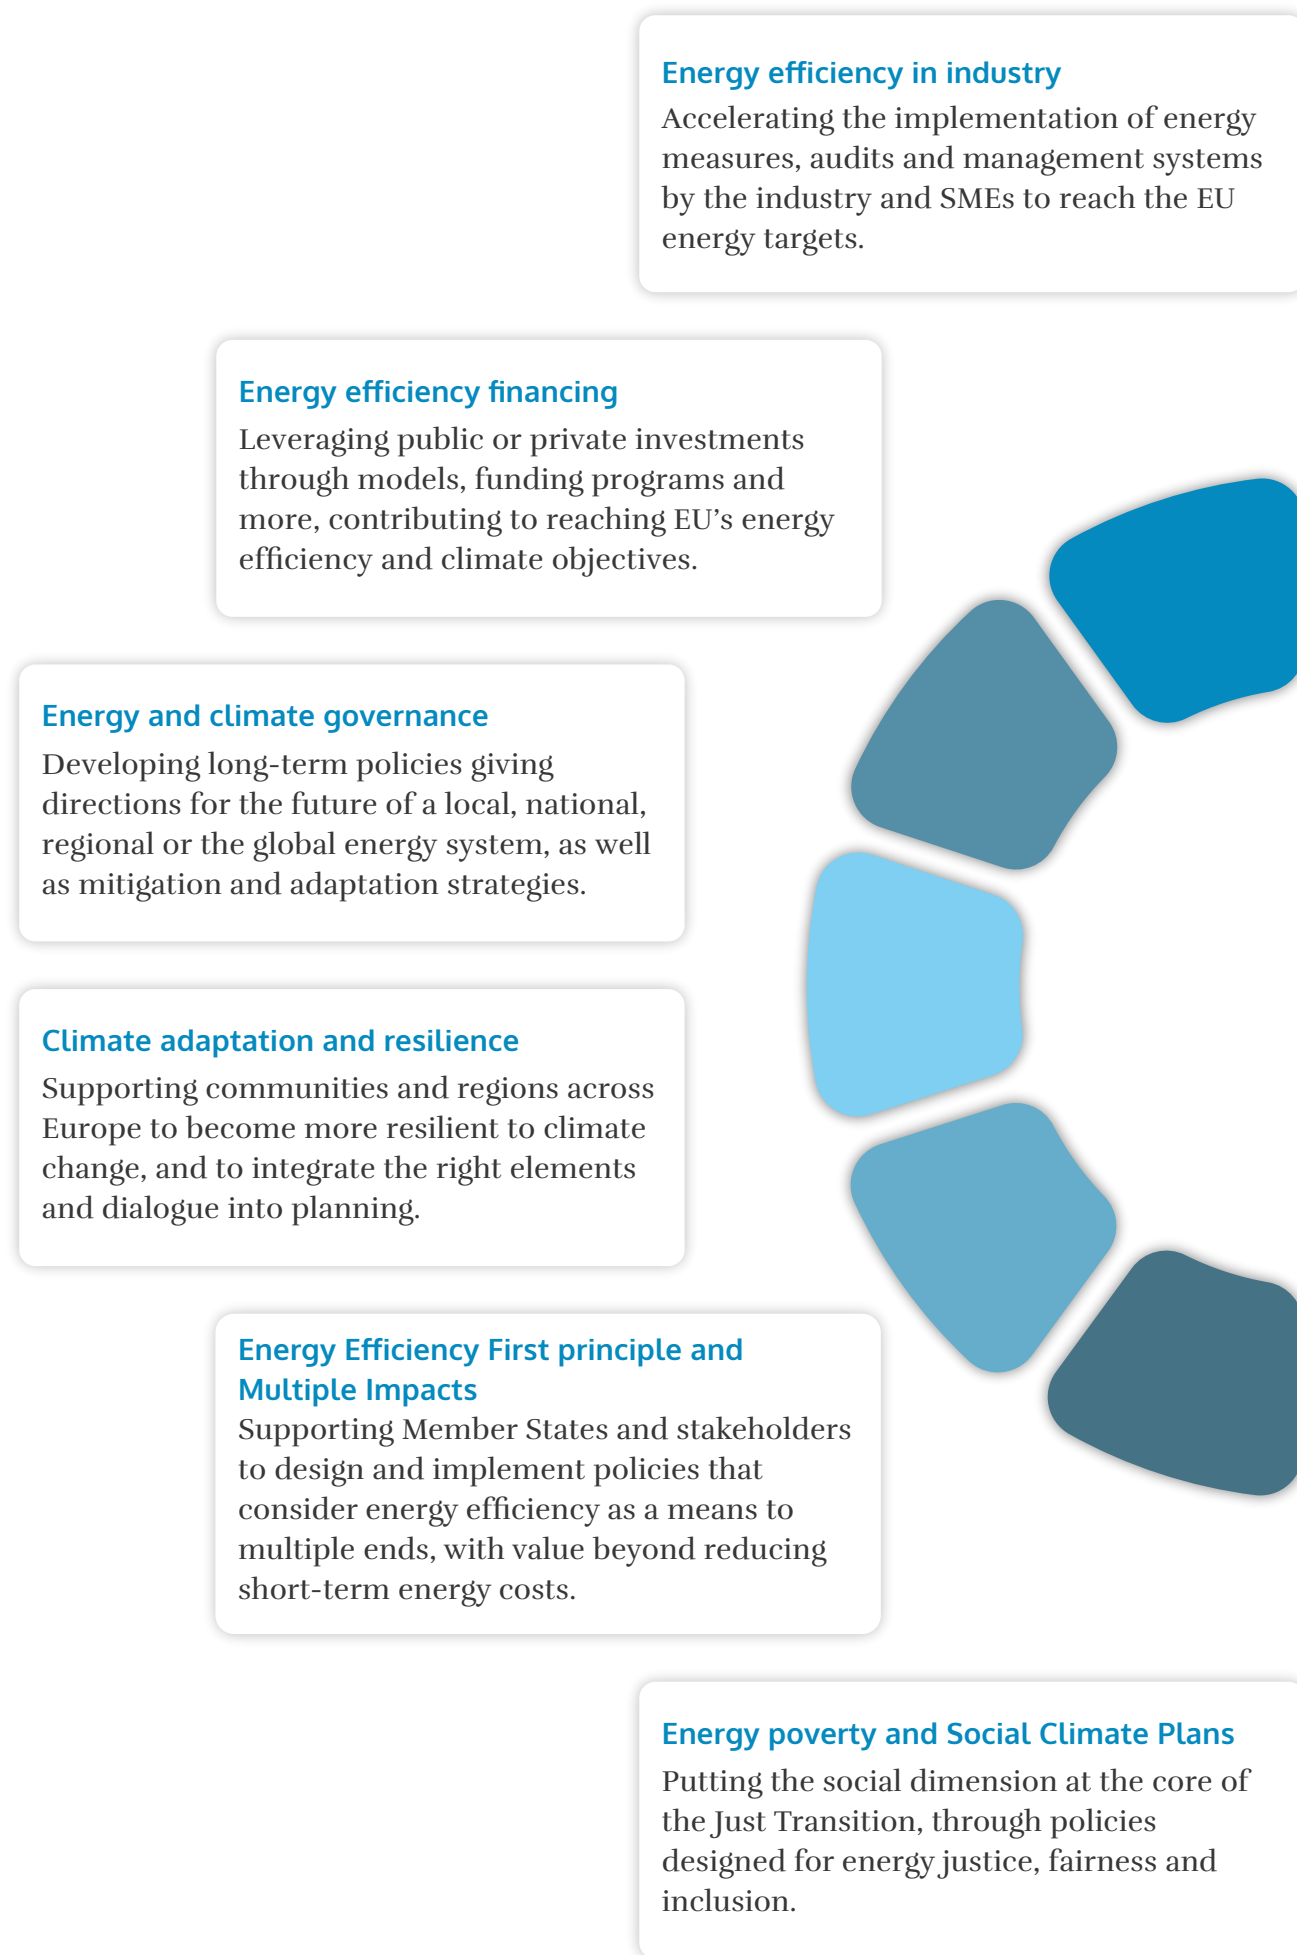 Energy efficiency in industry
Accelerating the implementation of energy
measures, audits and management systems
by the industry and SMEs to reach the EU
energy targets.
Energy efficiency financing
Leveraging public or private investments
through models, funding programs and
more, contributing to reaching EU’s energy
efficiency and climate objectives.
Energy and climate governance
Developing long-term policies giving
directions for the future of a local, national,
regional or the global energy system, as well
as mitigation and adaptation strategies.
Climate adaptation and resilience
Supporting communities and regions across
Europe to become more resilient to climate
change, and to integrate the right elements
and dialogue into planning.
Energy Efficiency First principle and
Multiple Impacts
Supporting Member States and stakeholders
to design and implement policies that
consider energy efficiency as a means to
multiple ends, with value beyond reducing
short-term energy costs.
Energy poverty and Social Climate Plans
Putting the social dimension at the core of
the Just Transition, through policies
designed for energy justice, fairness and
inclusion.